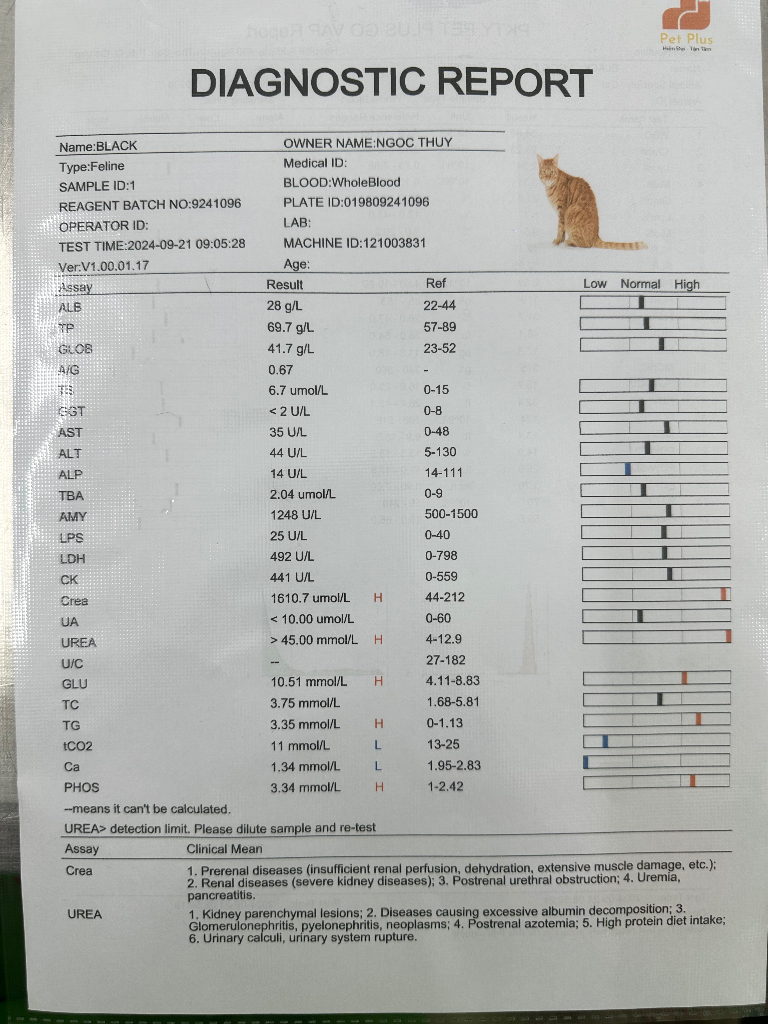 Pet Plus
Hiện Đại - Tận Tâm
DIAGNOSTIC REPORT
Name:BLACK OWNER NAME:NGOC THUY
Type:Feline Medical ID:
SAMPLE ID:1 BLOOD:WholeBlood
REAGENT BATCH NO:9241096 PLATE ID:019809241096
OPERATOR ID: LAB:
TEST TIME:2024-09-21 09:05:28 MACHINE ID:121003831
Ver:V1.00.01.17 Age:
Assay Result Ref Low Normal High
ALB 28 g/L 22-44
TP 69.7 g/L 57-89
GLOB 41.7 g/L 23-52
A/G 0.67 -
TB 6.7 umol/L 0-15
GGT < 2 U/L 0-8
AST 35 U/L 0-48
ALT 44 U/L 5-130
ALP 14 U/L 14-111
TBA 2.04 umol/L 0-9
AMY 1248 U/L 500-1500
LPS 25 U/L 0-40
LDH 492 U/L 0-798
CK 441 U/L 0-559
Crea 1610.7 umol/L H 44-212
UA < 10.00 umol/L 0-60
UREA > 45.00 mmol/L H 4-12.9
U/C -- 27-182
GLU 10.51 mmol/L H 4.11-8.83
TC 3.75 mmol/L 1.68-5.81
TG 3.35 mmol/L H 0-1.13
tCO2 11 mmol/L L 13-25
Ca 1.34 mmol/L L 1.95-2.83
PHOS 3.34 mmol/L H 1-2.42
--means it can't be calculated.
UREA> detection limit. Please dilute sample and re-test
Assay Clinical Mean
Crea 1. Prerenal diseases (insufficient renal perfusion, dehydration, extensive muscle damage, etc.);
2. Renal diseases (severe kidney diseases); 3. Postrenal urethral obstruction; 4. Uremia,
pancreatitis.
UREA 1. Kidney parenchymal lesions; 2. Diseases causing excessive albumin decomposition; 3.
Glomerulonephritis, pyelonephritis, neoplasms; 4. Postrenal azotemia; 5. High protein diet intake;
6. Urinary calculi, urinary system rupture.